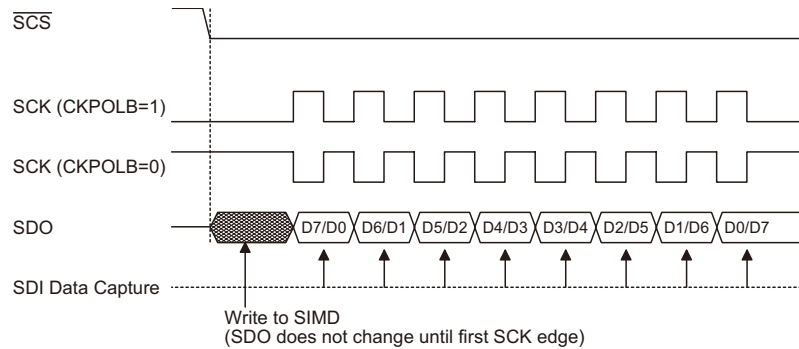 SCS
SCK (CKPOLB=1)
SCK (CKPOLB=0)
SDO
D7/D0 D6/D1 D5/D2 D4/D3 D3/D4 D2/D5 D1/D6 D0/D7
SDI Data Capture
Write to SIMD
(SDO does not change until first SCK edge)